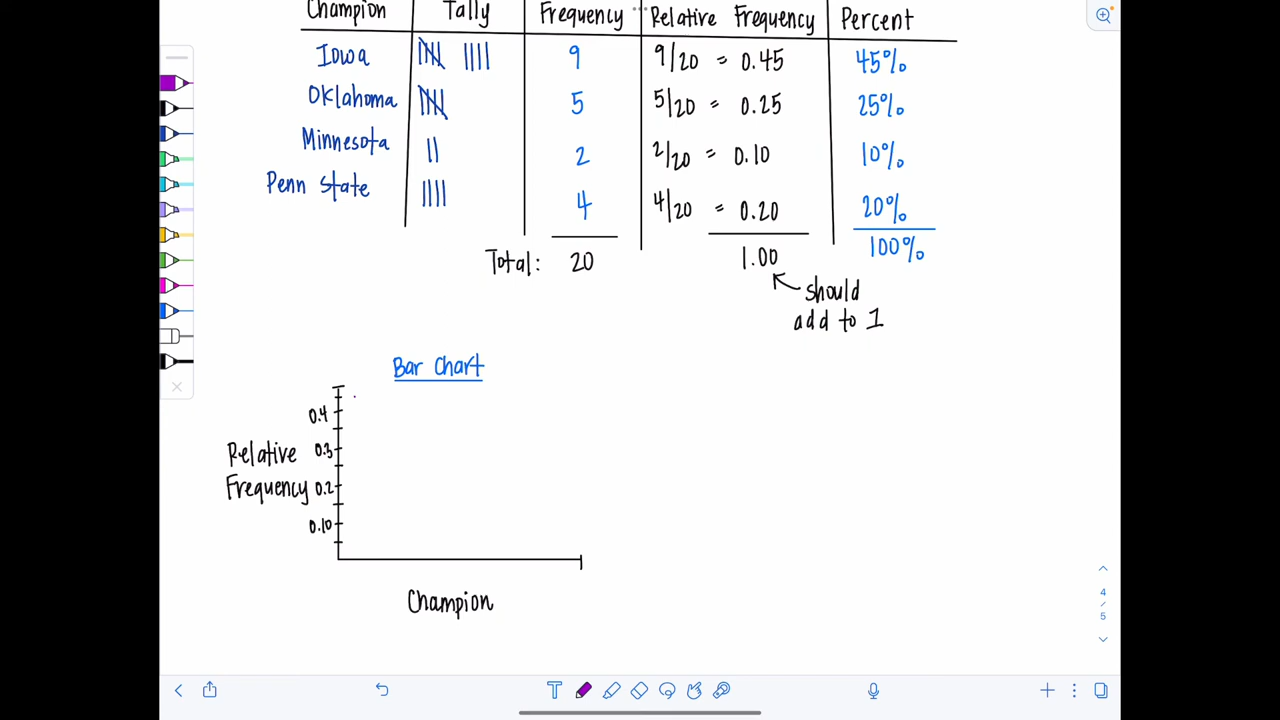 Champion Tally Frequency Relative Frequency Percent
Iowa 9 9/20 = 0.45 45%
Oklahoma 5 5/20 = 0.25 25%
Minnesota 2 2/20 = 0.10 10%
Penn State 4 4/20 = 0.20 20%
Total: 20 1.00 100%
should
add to 1
Bar Chart
0.4
Relative 0.3
Frequency 0.2
0.10
Champion
4
/
5
T